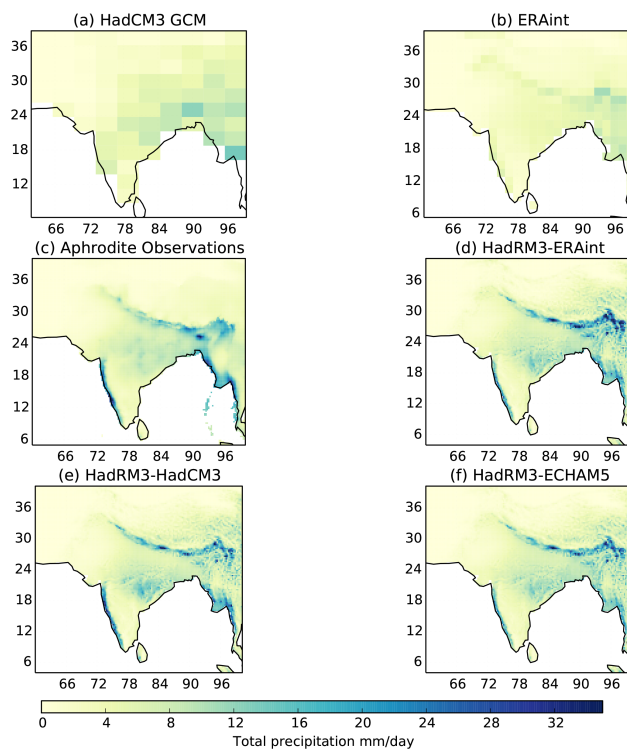 (a) HadCM3 GCM
(b) ERAint
36
30
24
18
12
66 72 78 84 90 96
36
30
24
18
12
6
66 72 78 84 90 96
(c) Aphrodite Observations
(d) HadRM3-ERAint
40
36
30
24
18
12
6
66 72 78 84 90 96
40
36
30
24
18
12
6
66 72 78 84 90 96
(e) HadRM3-HadCM3
(f) HadRM3-ECHAM5
40
36
30
24
18
12
6
66 72 78 84 90 96
40
36
30
24
18
12
6
66 72 78 84 90 96
0 4 8 12 16 20 24 28 32
Total precipitation mm/day